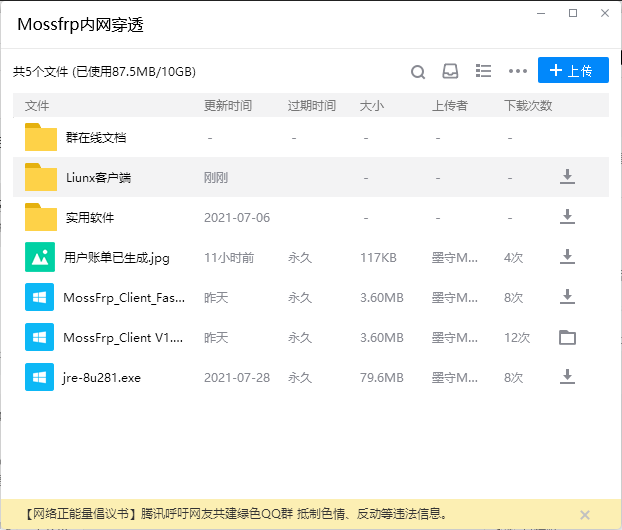 Mossfrp内网穿透
共5个文件 (已使用87.5MB/10GB)
上传
文件 更新时间 过期时间 大小 上传者 下载次数
群在线文档 - - - -
Liunx客户端 刚刚 - - -
实用软件 2021-07-06 - - -
用户账单已生成.jpg 11小时前 永久 117KB 墨守M... 4次
MossFrp_Client_Fas... 昨天 永久 3.60MB 墨守M... 8次
MossFrp_Client V1.... 昨天 永久 3.60MB 墨守M... 12次
jre-8u281.exe 2021-07-28 永久 79.6MB 墨守M... 8次
【网络正能量倡议书】腾讯呼吁网友共建绿色QQ群 抵制色情、反动等违法信息。